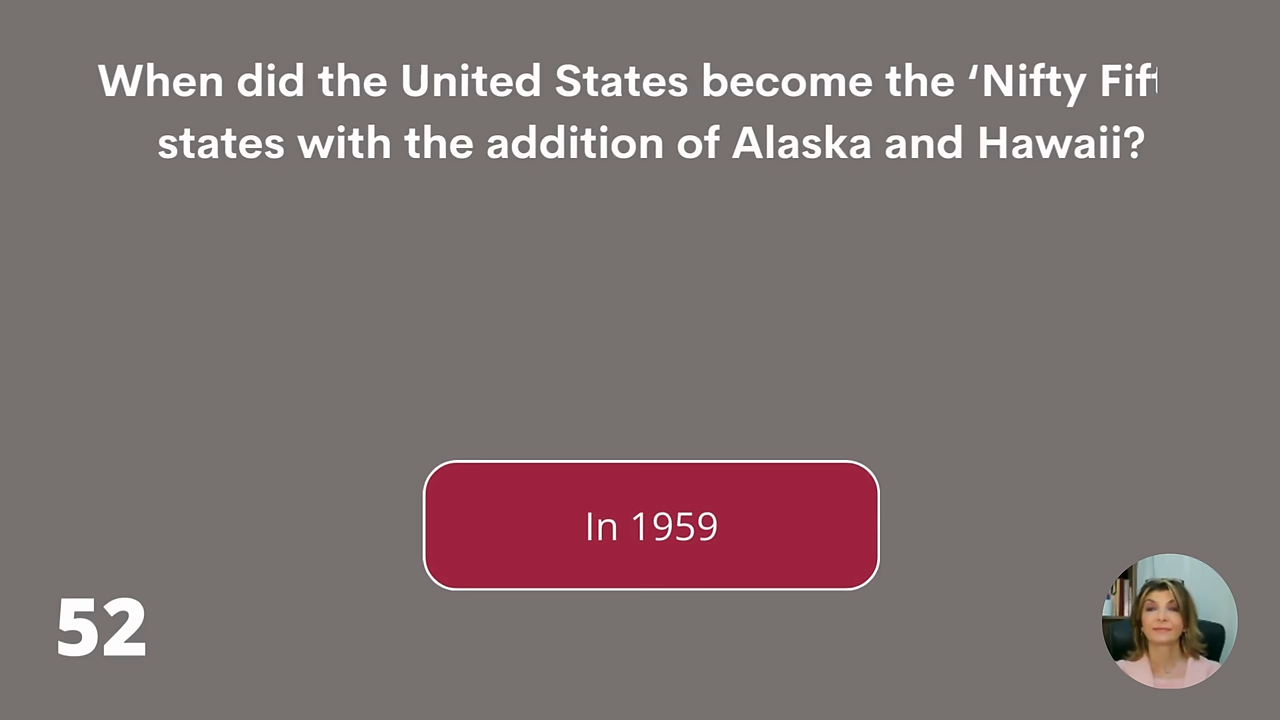 When did the United States become the ‘Nifty Fif
states with the addition of Alaska and Hawaii?
In 1959
52